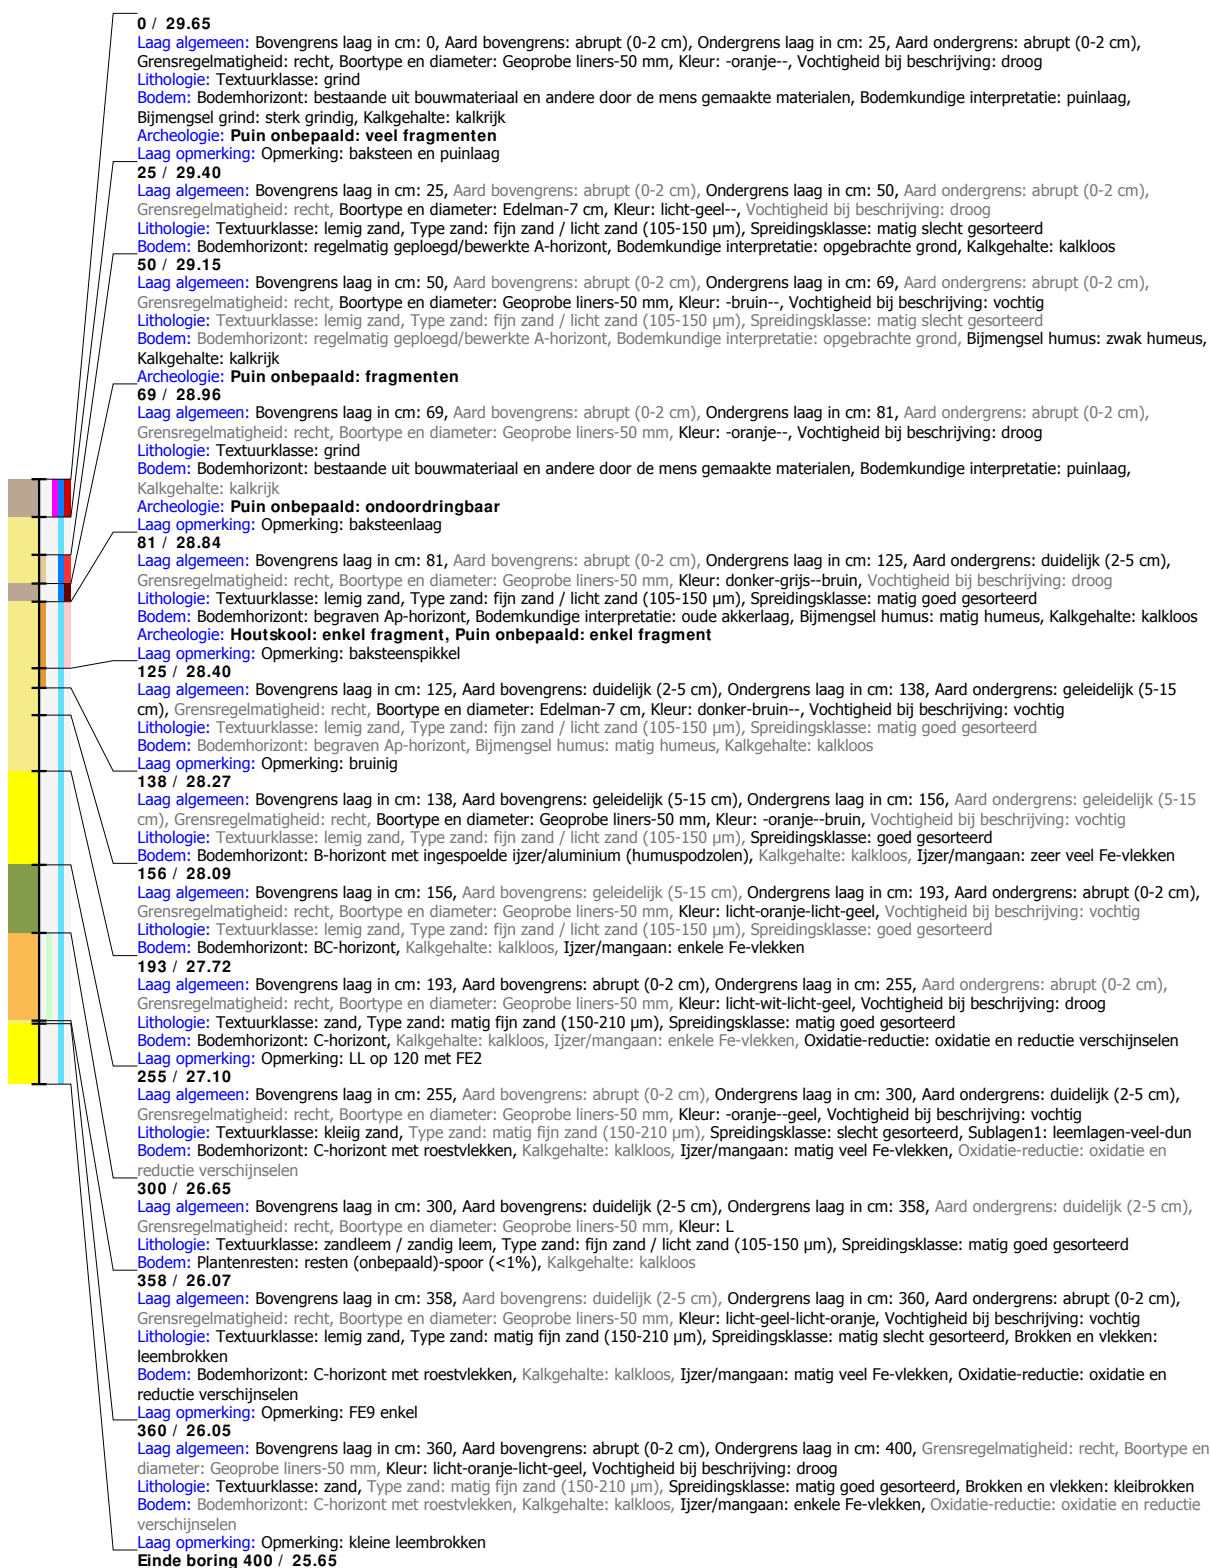 0 / 29.65
Laag algemeen: Bovengrens laag in cm: 0, Aard bovengrens: abrupt (0-2 cm), Ondergrens laag in cm: 25, Aard ondergrens: abrupt (0-2 cm),
Grensregelmatigheid: recht, Boortype en diameter: Geoprobe liners-50 mm, Kleur: -oranje--, Vochtigheid bij beschrijving: droog
Lithologie: Textuurklasse: grind
Bodem: Bodemhorizont: bestaande uit bouwmateriaal en andere door de mens gemaakte materialen, Bodemkundige interpretatie: puinlaag,
Bijmengsel grind: sterk grindig, Kalkgehalte: kalkrijk
Archeologie: Puin onbepaald: veel fragmenten
Laag opmerking: Opmerking: baksteen en puinlaag
25 / 29.40
Laag algemeen: Bovengrens laag in cm: 25, Aard bovengrens: abrupt (0-2 cm), Ondergrens laag in cm: 50, Aard ondergrens: abrupt (0-2 cm),
Grensregelmatigheid: recht, Boortype en diameter: Edelman-7 cm, Kleur: licht-geel--, Vochtigheid bij beschrijving: droog
Lithologie: Textuurklasse: lemig zand, Type zand: fijn zand / licht zand (105-150 µm), Spreidingsklasse: matig slecht gesorteerd
Bodem: Bodemhorizont: regelmatig geploegd/bewerkte A-horizont, Bodemkundige interpretatie: opgebrachte grond, Kalkgehalte: kalkloos
50 / 29.15
Laag algemeen: Bovengrens laag in cm: 50, Aard bovengrens: abrupt (0-2 cm), Ondergrens laag in cm: 69, Aard ondergrens: abrupt (0-2 cm),
Grensregelmatigheid: recht, Boortype en diameter: Geoprobe liners-50 mm, Kleur: -bruin--, Vochtigheid bij beschrijving: vochtig
Lithologie: Textuurklasse: lemig zand, Type zand: fijn zand / licht zand (105-150 µm), Spreidingsklasse: matig slecht gesorteerd
Bodem: Bodemhorizont: regelmatig geploegd/bewerkte A-horizont, Bodemkundige interpretatie: opgebrachte grond, Bijmengsel humus: zwak humeus,
Kalkgehalte: kalkrijk
Archeologie: Puin onbepaald: fragmenten
69 / 28.96
Laag algemeen: Bovengrens laag in cm: 69, Aard bovengrens: abrupt (0-2 cm), Ondergrens laag in cm: 81, Aard ondergrens: abrupt (0-2 cm),
Grensregelmatigheid: recht, Boortype en diameter: Geoprobe liners-50 mm, Kleur: -oranje--, Vochtigheid bij beschrijving: droog
Lithologie: Textuurklasse: grind
Bodem: Bodemhorizont: bestaande uit bouwmateriaal en andere door de mens gemaakte materialen, Bodemkundige interpretatie: puinlaag,
Kalkgehalte: kalkrijk
Archeologie: Puin onbepaald: ondoordringbaar
Laag opmerking: Opmerking: baksteenlaag
81 / 28.84
Laag algemeen: Bovengrens laag in cm: 81, Aard bovengrens: abrupt (0-2 cm), Ondergrens laag in cm: 125, Aard ondergrens: duidelijk (2-5 cm),
Grensregelmatigheid: recht, Boortype en diameter: Geoprobe liners-50 mm, Kleur: donker-grijs--bruin, Vochtigheid bij beschrijving: droog
Lithologie: Textuurklasse: lemig zand, Type zand: fijn zand / licht zand (105-150 µm), Spreidingsklasse: matig goed gesorteerd
Bodem: Bodemhorizont: begraven Ap-horizont, Bodemkundige interpretatie: oude akkerlaag, Bijmengsel humus: matig humeus, Kalkgehalte: kalkloos
Archeologie: Houtskool: enkel fragment, Puin onbepaald: enkel fragment
Laag opmerking: Opmerking: baksteenspikkel
125 / 28.40
Laag algemeen: Bovengrens laag in cm: 125, Aard bovengrens: duidelijk (2-5 cm), Ondergrens laag in cm: 138, Aard ondergrens: geleidelijk (5-15
cm), Grensregelmatigheid: recht, Boortype en diameter: Edelman-7 cm, Kleur: donker-bruin--, Vochtigheid bij beschrijving: vochtig
Lithologie: Textuurklasse: lemig zand, Type zand: fijn zand / licht zand (105-150 µm), Spreidingsklasse: matig goed gesorteerd
Bodem: Bodemhorizont: begraven Ap-horizont, Bijmengsel humus: matig humeus, Kalkgehalte: kalkloos
Laag opmerking: Opmerking: bruinig
138 / 28.27
Laag algemeen: Bovengrens laag in cm: 138, Aard bovengrens: geleidelijk (5-15 cm), Ondergrens laag in cm: 156, Aard ondergrens: geleidelijk (5-15
cm), Grensregelmatigheid: recht, Boortype en diameter: Geoprobe liners-50 mm, Kleur: -oranje--bruin, Vochtigheid bij beschrijving: vochtig
Lithologie: Textuurklasse: lemig zand, Type zand: fijn zand / licht zand (105-150 µm), Spreidingsklasse: goed gesorteerd
Bodem: Bodemhorizont: B-horizont met ingespoelde ijzer/aluminium (humuspodzolen), Kalkgehalte: kalkloos, Ijzer/mangaan: zeer veel Fe-vlekken
156 / 28.09
Laag algemeen: Bovengrens laag in cm: 156, Aard bovengrens: geleidelijk (5-15 cm), Ondergrens laag in cm: 193, Aard ondergrens: abrupt (0-2 cm),
Grensregelmatigheid: recht, Boortype en diameter: Geoprobe liners-50 mm, Kleur: licht-oranje-licht-geel, Vochtigheid bij beschrijving: vochtig
Lithologie: Textuurklasse: lemig zand, Type zand: fijn zand / licht zand (105-150 µm), Spreidingsklasse: goed gesorteerd
Bodem: Bodemhorizont: BC-horizont, Kalkgehalte: kalkloos, Ijzer/mangaan: enkele Fe-vlekken
193 / 27.72
Laag algemeen: Bovengrens laag in cm: 193, Aard bovengrens: abrupt (0-2 cm), Ondergrens laag in cm: 255, Aard ondergrens: abrupt (0-2 cm),
Grensregelmatigheid: recht, Boortype en diameter: Geoprobe liners-50 mm, Kleur: licht-wit-licht-geel, Vochtigheid bij beschrijving: droog
Lithologie: Textuurklasse: zand, Type zand: matig fijn zand (150-210 µm), Spreidingsklasse: matig goed gesorteerd
Bodem: Bodemhorizont: C-horizont, Kalkgehalte: kalkloos, Ijzer/mangaan: enkele Fe-vlekken, Oxidatie-reductie: oxidatie en reductie verschijnselen
Laag opmerking: Opmerking: LL op 120 met FE2
255 / 27.10
Laag algemeen: Bovengrens laag in cm: 255, Aard bovengrens: abrupt (0-2 cm), Ondergrens laag in cm: 300, Aard ondergrens: duidelijk (2-5 cm),
Grensregelmatigheid: recht, Boortype en diameter: Geoprobe liners-50 mm, Kleur: -oranje--geel, Vochtigheid bij beschrijving: vochtig
Lithologie: Textuurklasse: kleiig zand, Type zand: matig fijn zand (150-210 µm), Spreidingsklasse: slecht gesorteerd, Sublagen1: leemlagen-veel-dun
Bodem: Bodemhorizont: C-horizont met roestvlekken, Kalkgehalte: kalkloos, Ijzer/mangaan: matig veel Fe-vlekken, Oxidatie-reductie: oxidatie en
reductie verschijnselen
300 / 26.65
Laag algemeen: Bovengrens laag in cm: 300, Aard bovengrens: duidelijk (2-5 cm), Ondergrens laag in cm: 358, Aard ondergrens: duidelijk (2-5 cm),
Grensregelmatigheid: recht, Boortype en diameter: Geoprobe liners-50 mm, Kleur: L
Lithologie: Textuurklasse: zandleem / zandig leem, Type zand: fijn zand / licht zand (105-150 µm), Spreidingsklasse: matig goed gesorteerd
Bodem: Plantenresten: resten (onbepaald)-spoor (<1%), Kalkgehalte: kalkloos
358 / 26.07
Laag algemeen: Bovengrens laag in cm: 358, Aard bovengrens: duidelijk (2-5 cm), Ondergrens laag in cm: 360, Aard ondergrens: abrupt (0-2 cm),
Grensregelmatigheid: recht, Boortype en diameter: Geoprobe liners-50 mm, Kleur: licht-geel-licht-oranje, Vochtigheid bij beschrijving: vochtig
Lithologie: Textuurklasse: lemig zand, Type zand: matig fijn zand (150-210 µm), Spreidingsklasse: matig slecht gesorteerd, Brokken en vlekken:
leembrokken
Bodem: Bodemhorizont: C-horizont met roestvlekken, Kalkgehalte: kalkloos, Ijzer/mangaan: matig veel Fe-vlekken, Oxidatie-reductie: oxidatie en
reductie verschijnselen
Laag opmerking: Opmerking: FE9 enkel
360 / 26.05
Laag algemeen: Bovengrens laag in cm: 360, Aard bovengrens: abrupt (0-2 cm), Ondergrens laag in cm: 400, Grensregelmatigheid: recht, Boortype en
diameter: Geoprobe liners-50 mm, Kleur: licht-oranje-licht-geel, Vochtigheid bij beschrijving: droog
Lithologie: Textuurklasse: zand, Type zand: matig fijn zand (150-210 µm), Spreidingsklasse: matig goed gesorteerd, Brokken en vlekken: kleibrokken
Bodem: Bodemhorizont: C-horizont met roestvlekken, Kalkgehalte: kalkloos, Ijzer/mangaan: enkele Fe-vlekken, Oxidatie-reductie: oxidatie en reductie
verschijnselen
Laag opmerking: Opmerking: kleine leembrokken
Einde boring 400 / 25.65